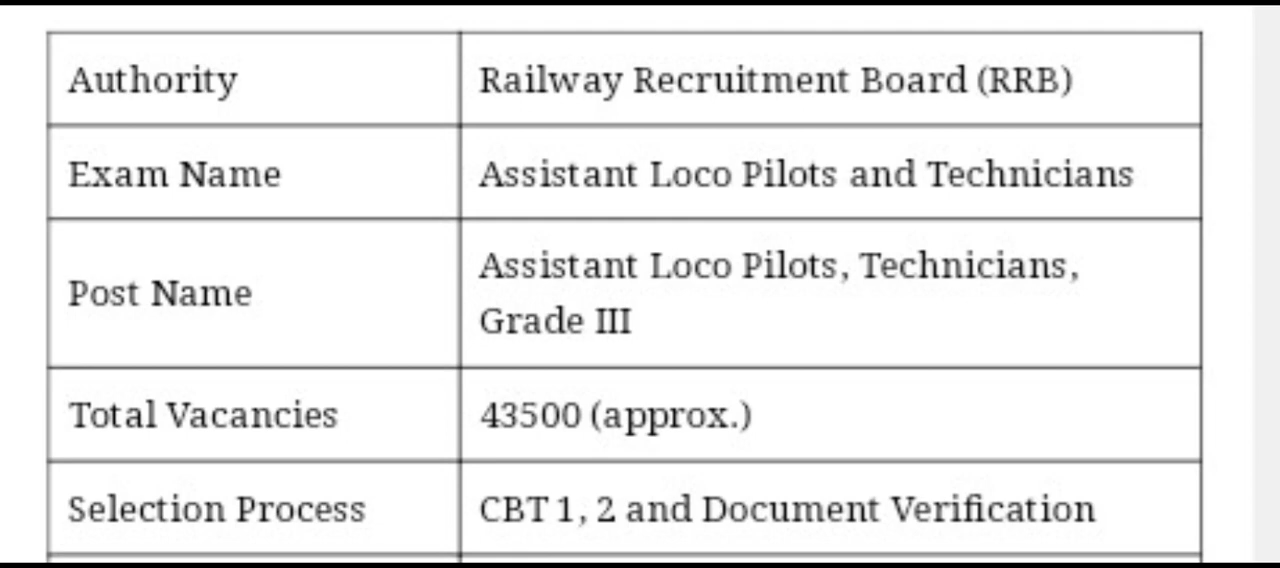 Authority
Railway Recruitment Board (RRB)
Exam Name
Assistant Loco Pilots and Technicians
Post Name
Assistant Loco Pilots, Technicians,
Grade III
Total Vacancies
43500 (approx.)
Selection Process
CBT 1, 2 and Document Verification